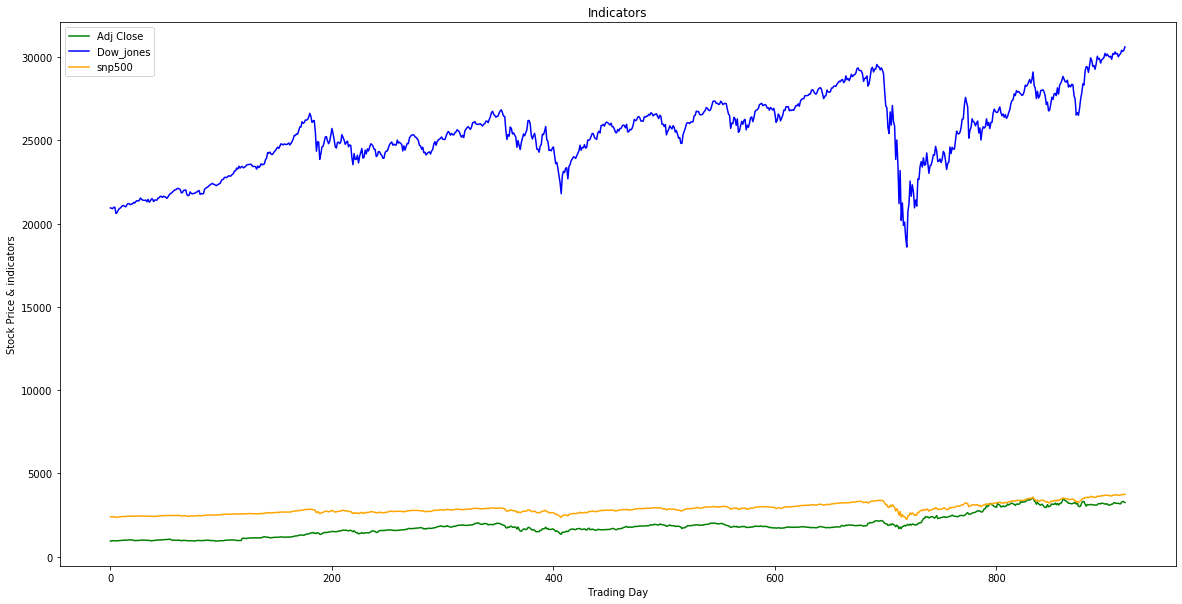 Indicators
Adj Close
Dow_jones
snp500
30000
25000
20000
15000
10000
5000
0
Stock Price & indicators
0 200 400 600 800
Trading Day